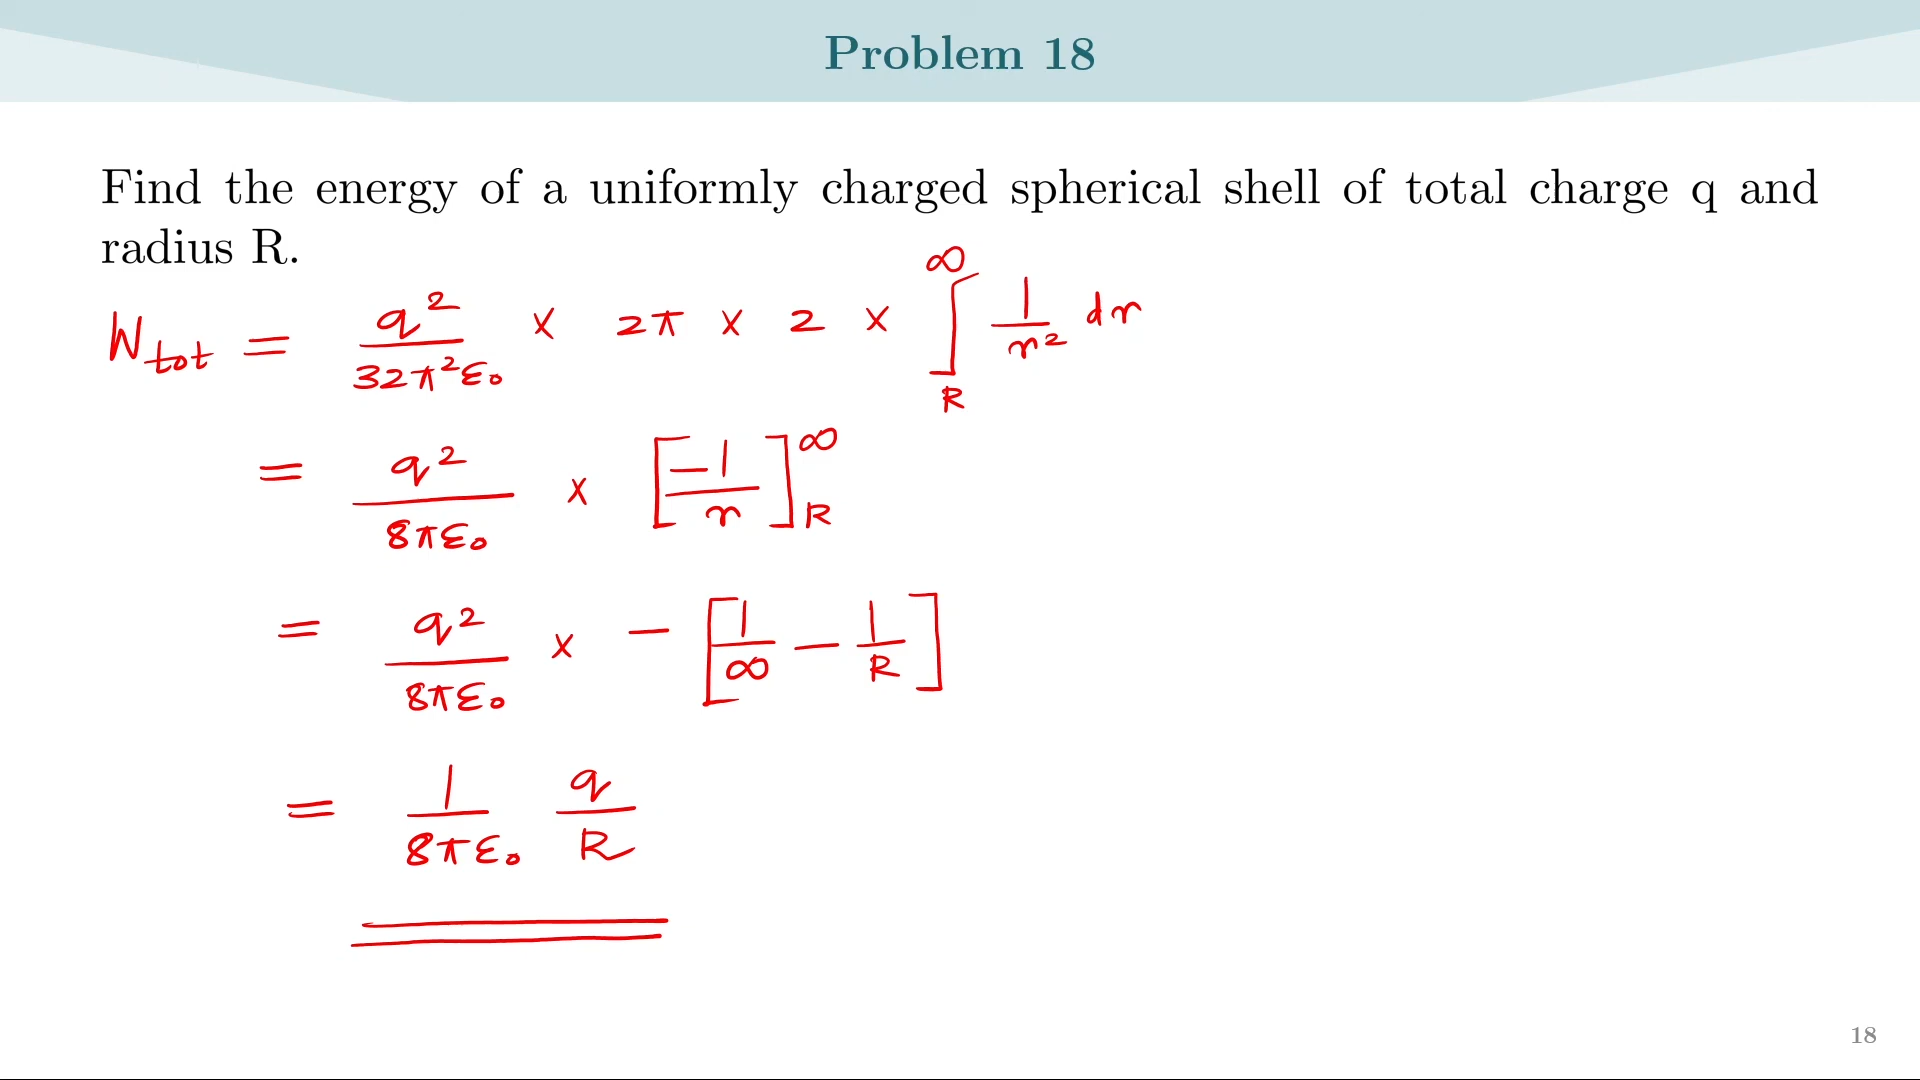 Problem 18
Find the energy of a uniformly charged spherical shell of total charge q and
radius R.
W_tot = q²/(32π²ε₀) × 2π × 2 × ∫_R^∞ 1/r² dr
= q²/(8πε₀) × [-1/r]_R^∞
= q²/(8πε₀) × - [1/∞ - 1/R]
= 1/(8πε₀) q/R
18